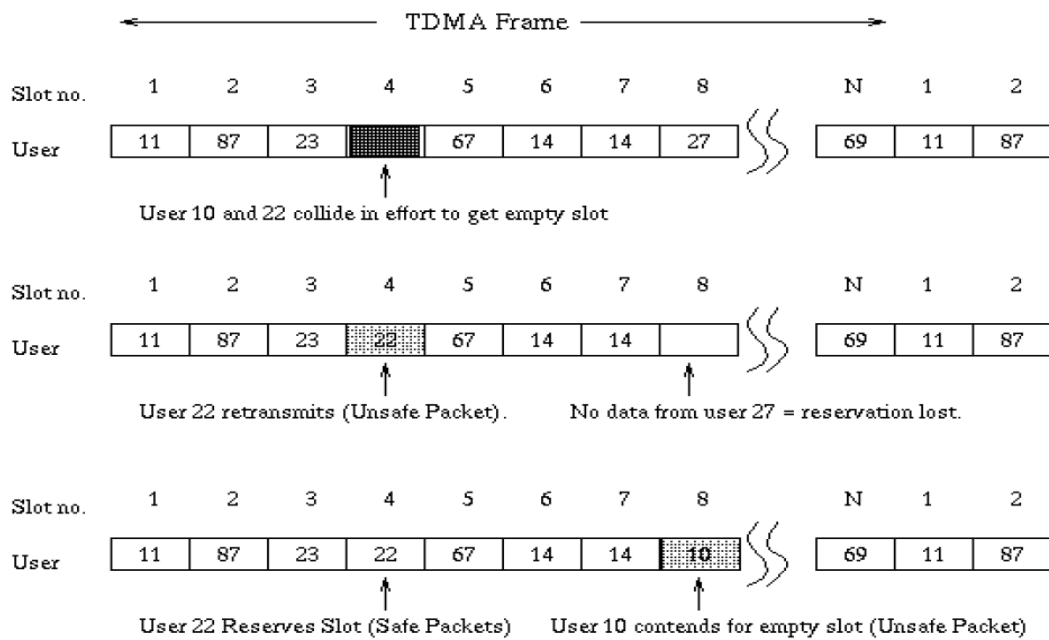 TDMA Frame
Slot no. 1 2 3 4 5 6 7 8 N 1 2
User 11 87 23 67 14 14 27 69 11 87
User 10 and 22 collide in effort to get empty slot
Slot no. 1 2 3 4 5 6 7 8 N 1 2
User 11 87 23 22 67 14 14 69 11 87
User 22 retransmits (Unsafe Packet). No data from user 27 = reservation lost.
Slot no. 1 2 3 4 5 6 7 8 N 1 2
User 11 87 23 22 67 14 14 10 69 11 87
User 22 Reserves Slot (Safe Packets) User 10 contends for empty slot (Unsafe Packet)